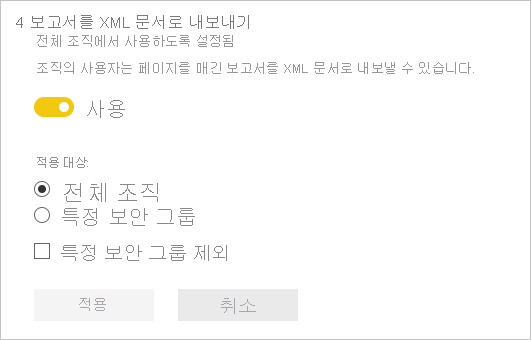 4 보고서를 XML 문서로 내보내기
전체 조직에서 사용하도록 설정됨
조직의 사용자는 페이지를 매긴 보고서를 XML 문서로 내보낼 수 있습니다.
사용
적용 대상:
전체 조직
특정 보안 그룹
특정 보안 그룹 제외
적용 취소